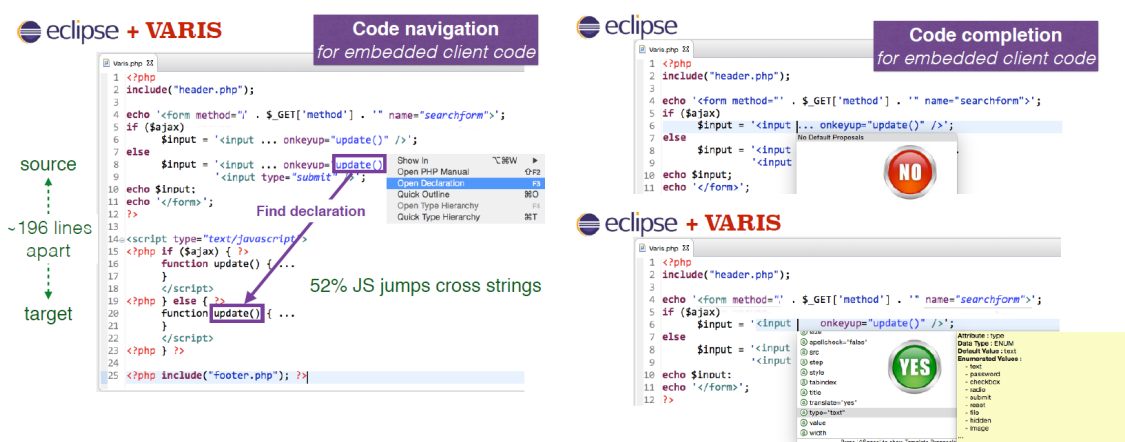 eclipse + VARIS
Code navigation
for embedded client code
Varis.php
1 <?php
2 include("header.php");
3
4 echo '<form method="' . $_GET['method'] . '" name="searchform">';
5 if ($ajax)
6 $input = '<input ... onkeyup="update()" />';
7 else
8 $input = '<input ... onkeyup="update()
9 '<input type="submit" />';
10 echo $input;
11 echo '</form>';
12 ?>
13
14 <script type="text/javascript">
15 <?php if ($ajax) { ?>
16 function update() { ...
17 }
18 </script>
19 <?php } else { ?>
20 function update() { ...
21 }
22 </script>
23 <?php } ?>
24
25 <?php include("footer.php"); ?>
Show In ⌥⌘W ▶
Open PHP Manual ⇧F2
Open Declaration F3
Quick Outline ⌘O
Open Type Hierarchy F4
Quick Type Hierarchy ⌘T
Find declaration
52% JS jumps cross strings
source
~196 lines
apart
target
eclipse
Code completion
for embedded client code
Varis.php
1 <?php
2 include("header.php");
3
4 echo '<form method="' . $_GET['method'] . '" name="searchform">';
5 if ($ajax)
6 $input = '<input ... onkeyup="update()" />';
7 else
8 $input = '<input
9 '<input
10 echo $input;
11 echo '</form>';
No Default Proposals
NO
eclipse + VARIS
Varis.php
1 <?php
2 include("header.php");
3
4 echo '<form method="' . $_GET['method'] . '" name="searchform">';
5 if ($ajax)
6 $input = '<input onkeyup="update()" />';
7 else
8 $input = '<input
9 '<input
10 echo $input;
11 echo '</form>';
12 ?>
spellcheck="false"
src
step
style
tabindex
title
translate="yes"
type="text"
value
width
YES
Attribute : type
Data Type : ENUM
Default Value : text
Enumerated Values :
- text
- password
- checkbox
- radio
- submit
- reset
- file
- hidden
- image
...